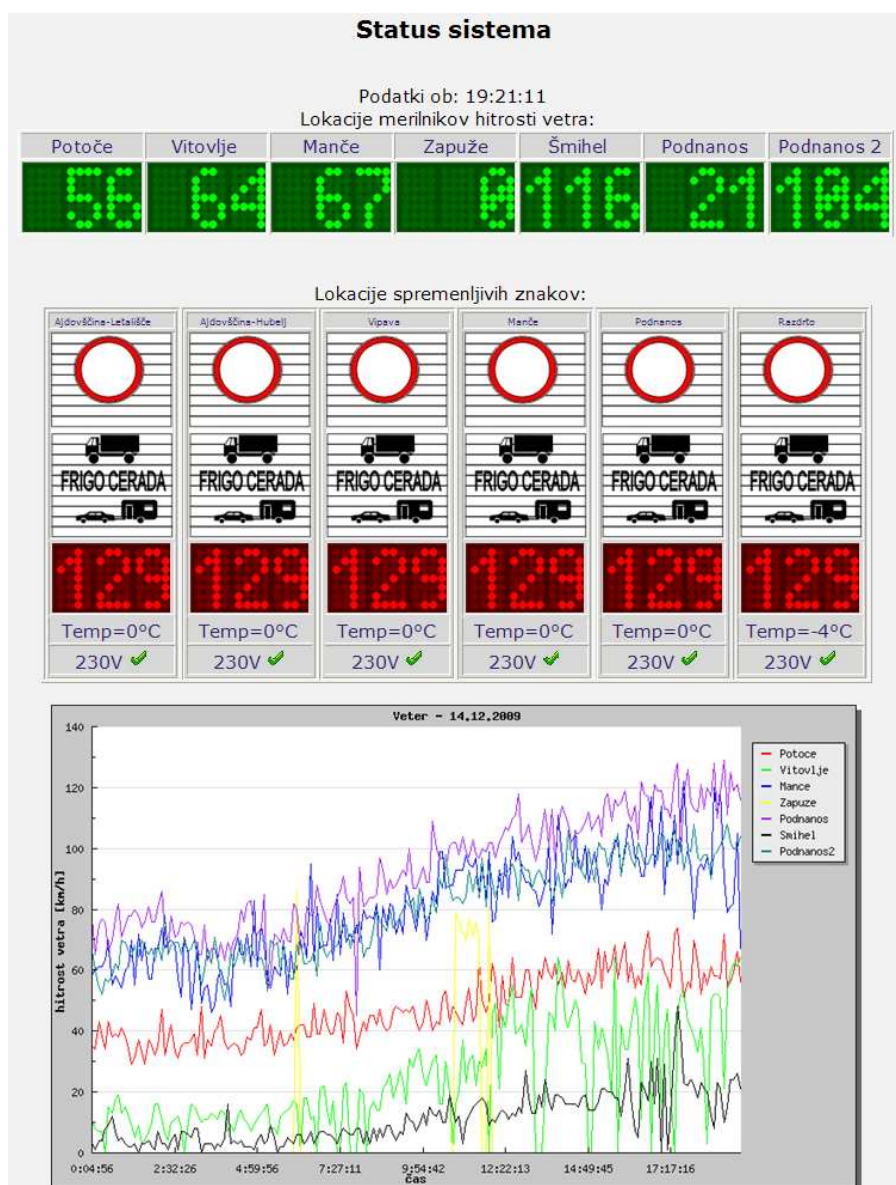 Status sistema
Podatki ob: 19:21:11
Lokacije merilnikov hitrosti vetra:
Potoče Vitovlje Manče Zapuže Šmihel Podnanos Podnanos 2
56 64 67 0 116 21 104
Lokacije spremenljivih znakov:
Ajdovščina-Letališče Ajdovščina-Hubelj Vipava Manče Podnanos Razdrto
FRIGO CERADA FRIGO CERADA FRIGO CERADA FRIGO CERADA FRIGO CERADA FRIGO CERADA
129 129 129 129 129 129
Temp=0°C Temp=0°C Temp=0°C Temp=0°C Temp=0°C Temp=-4°C
230V 230V 230V 230V 230V 230V
Veter - 14.12.2009
140
120
100
80
60
40
20
0
hitrost vetra [km/h]
Potoce
Vitovlje
Mance
Zapuze
Podnanos
Smihel
Podnanos2
0:04:56 2:32:26 4:59:56 7:27:11 9:54:42 12:22:13 14:49:45 17:17:16
čas